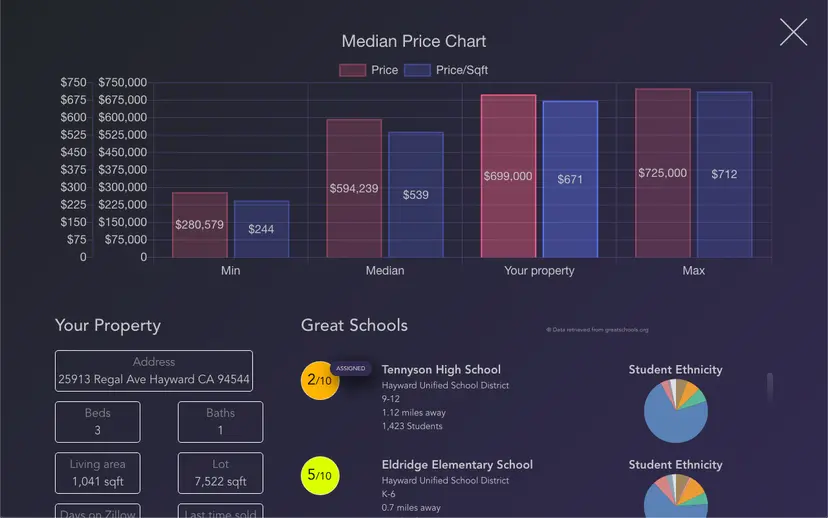 Median Price Chart
Price Price/Sqft
$750 $750,000
$675 $675,000
$600 $600,000
$525 $525,000
$450 $450,000
$375 $375,000
$300 $300,000
$225 $225,000
$150 $150,000
$75 $75,000
0 0
$280,579 $244 $594,239 $539 $699,000 $671 $725,000 $712
Min Median Your property Max
Your Property
Address
25913 Regal Ave Hayward CA 94544
Beds
3
Baths
1
Living area
1,041 sqft
Lot
7,522 sqft
Days on Zillow
Last time sold
Great Schools
® Data retrieved from greatschools.org
2/10
ASSIGNED
Tennyson High School
Hayward Unified School District
9-12
1.12 miles away
1,423 Students
Student Ethnicity
5/10
Eldridge Elementary School
Hayward Unified School District
K-6
0.7 miles away
Student Ethnicity